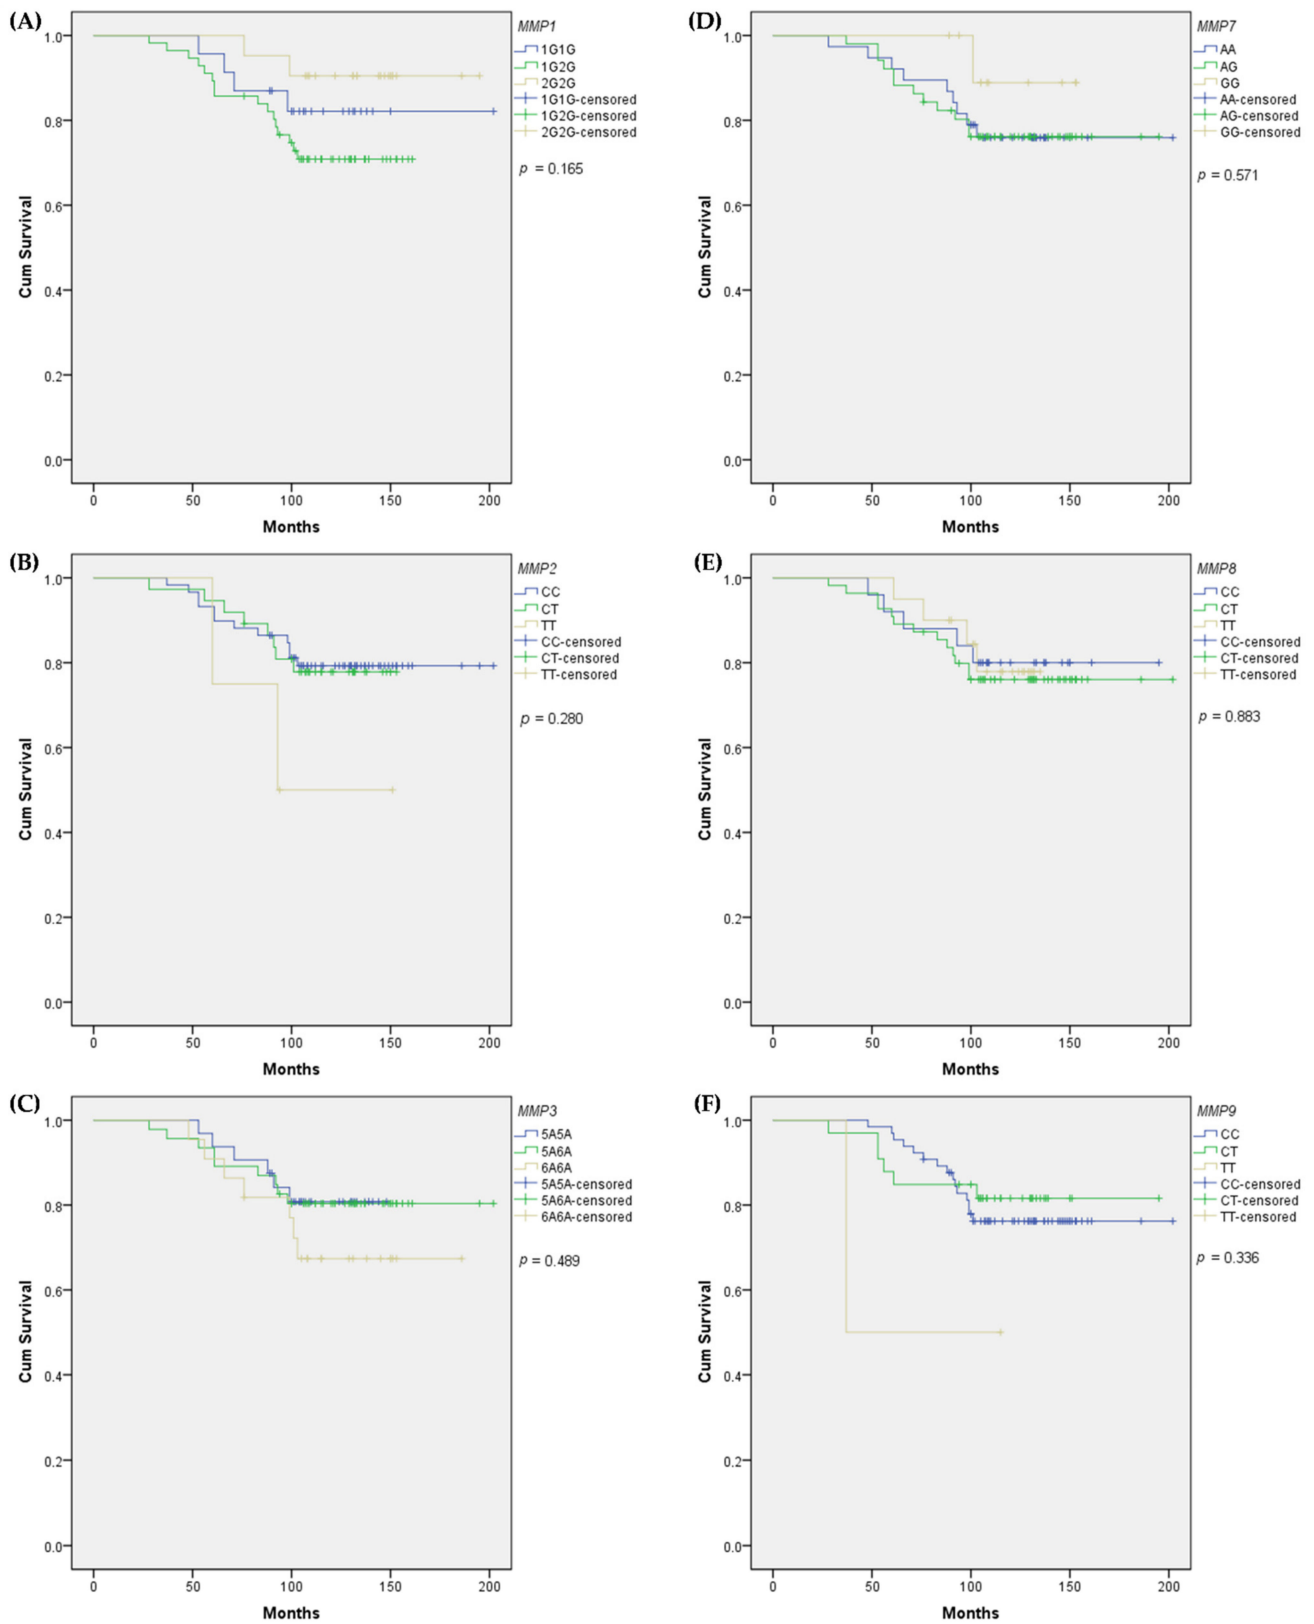 (A)
MMP1
1G1G
1G2G
2G2G
1G1G-censored
1G2G-censored
2G2G-censored
p = 0.165
Cum Survival
1.0
0.8
0.6
0.4
0.2
0.0
0 50 100 150 200
Months
(D)
MMP7
AA
AG
GG
AA-censored
AG-censored
GG-censored
p = 0.571
Cum Survival
1.0
0.8
0.6
0.4
0.2
0.0
0 50 100 150 200
Months
(B)
MMP2
CC
CT
TT
CC-censored
CT-censored
TT-censored
p = 0.280
Cum Survival
1.0
0.8
0.6
0.4
0.2
0.0
0 50 100 150 200
Months
(E)
MMP8
CC
CT
TT
CC-censored
CT-censored
TT-censored
p = 0.883
Cum Survival
1.0
0.8
0.6
0.4
0.2
0.0
0 50 100 150 200
Months
(C)
MMP3
5A5A
5A6A
6A6A
5A5A-censored
5A6A-censored
6A6A-censored
p = 0.489
Cum Survival
1.0
0.8
0.6
0.4
0.2
0.0
0 50 100 150 200
Months
(F)
MMP9
CC
CT
TT
CC-censored
CT-censored
TT-censored
p = 0.336
Cum Survival
1.0
0.8
0.6
0.4
0.2
0.0
0 50 100 150 200
Months